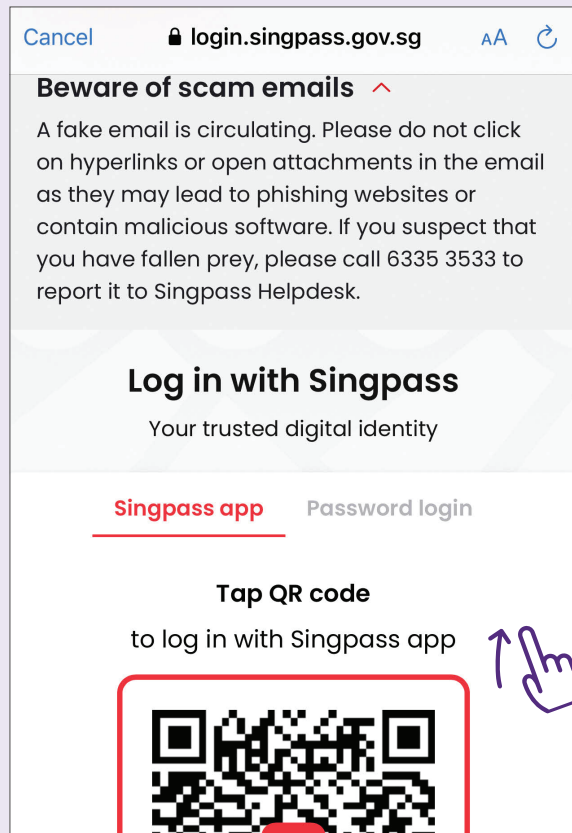 Cancel login.singpass.gov.sg AA
Beware of scam emails
A fake email is circulating. Please do not click
on hyperlinks or open attachments in the email
as they may lead to phishing websites or
contain malicious software. If you suspect that
you have fallen prey, please call 6335 3533 to
report it to Singpass Helpdesk.
Log in with Singpass
Your trusted digital identity
Singpass app Password login
Tap QR code
to log in with Singpass app